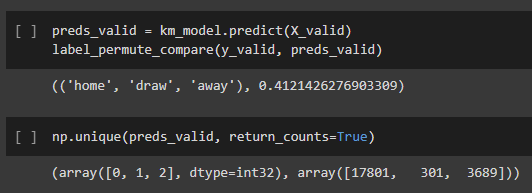 [ ] preds_valid = km_model.predict(X_valid)
label_permute_compare(y_valid, preds_valid)
(('home', 'draw', 'away'), 0.4121426276903309)
[ ] np.unique(preds_valid, return_counts=True)
(array([0, 1, 2], dtype=int32), array([17801,   301,  3689]))